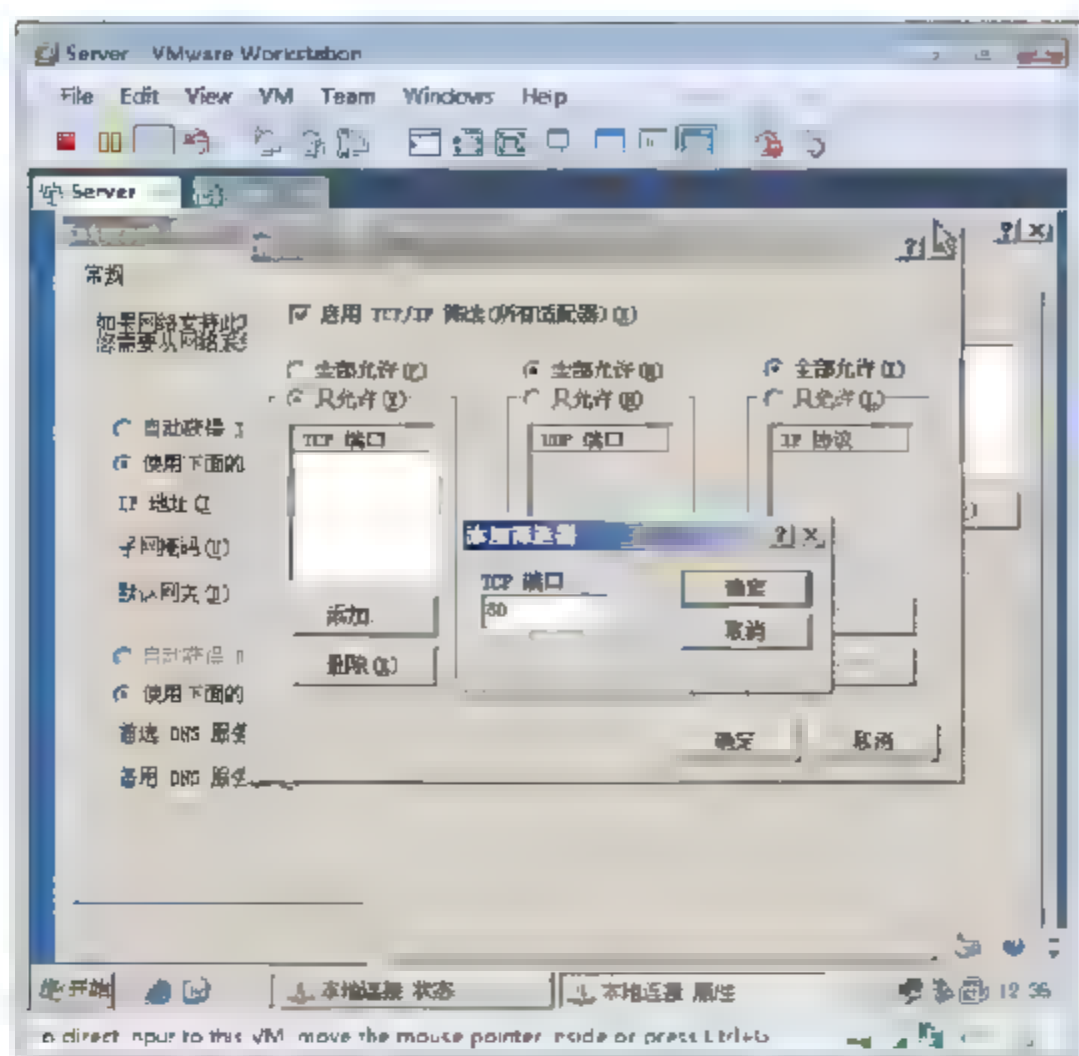 Server VMware Workstation
File Edit View VM Team Windows Help
Server
常规
如果网络支持此
您需要从网络系
启用 TCP/IP 筛选(所有适配器)
全部允许
全部允许
全部允许
只允许
只允许
只允许
TCP 端口
UDP 端口
IP 协议
自动获得
使用下面的
IP 地址
子网掩码(U)
默认网关
自动获得
使用下面的
首选 DNS 服务
备用 DNS 服务
添加筛选器
TCP 端口
确定
取消
添加
删除
确定
取消
开始
本地连接 状态
本地连接 属性
direct input to this VM, move the mouse pointer inside or press Ctrl+G